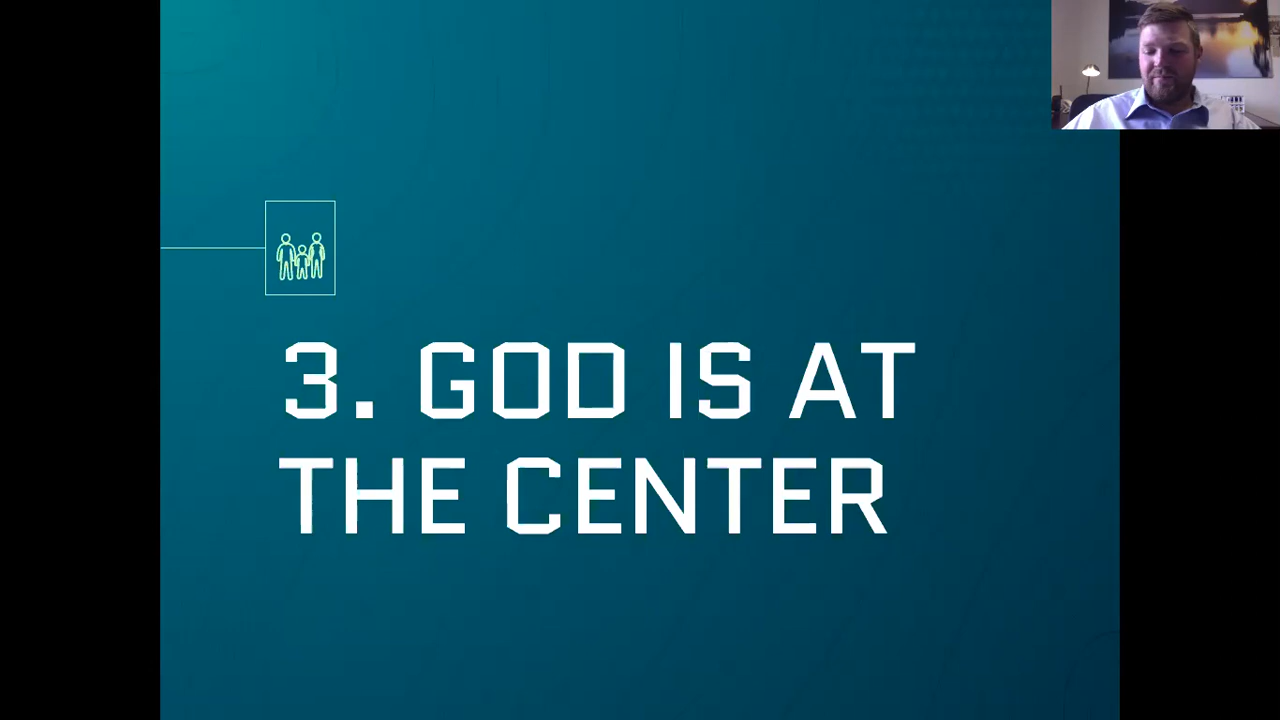 3. GOD IS AT
THE CENTER